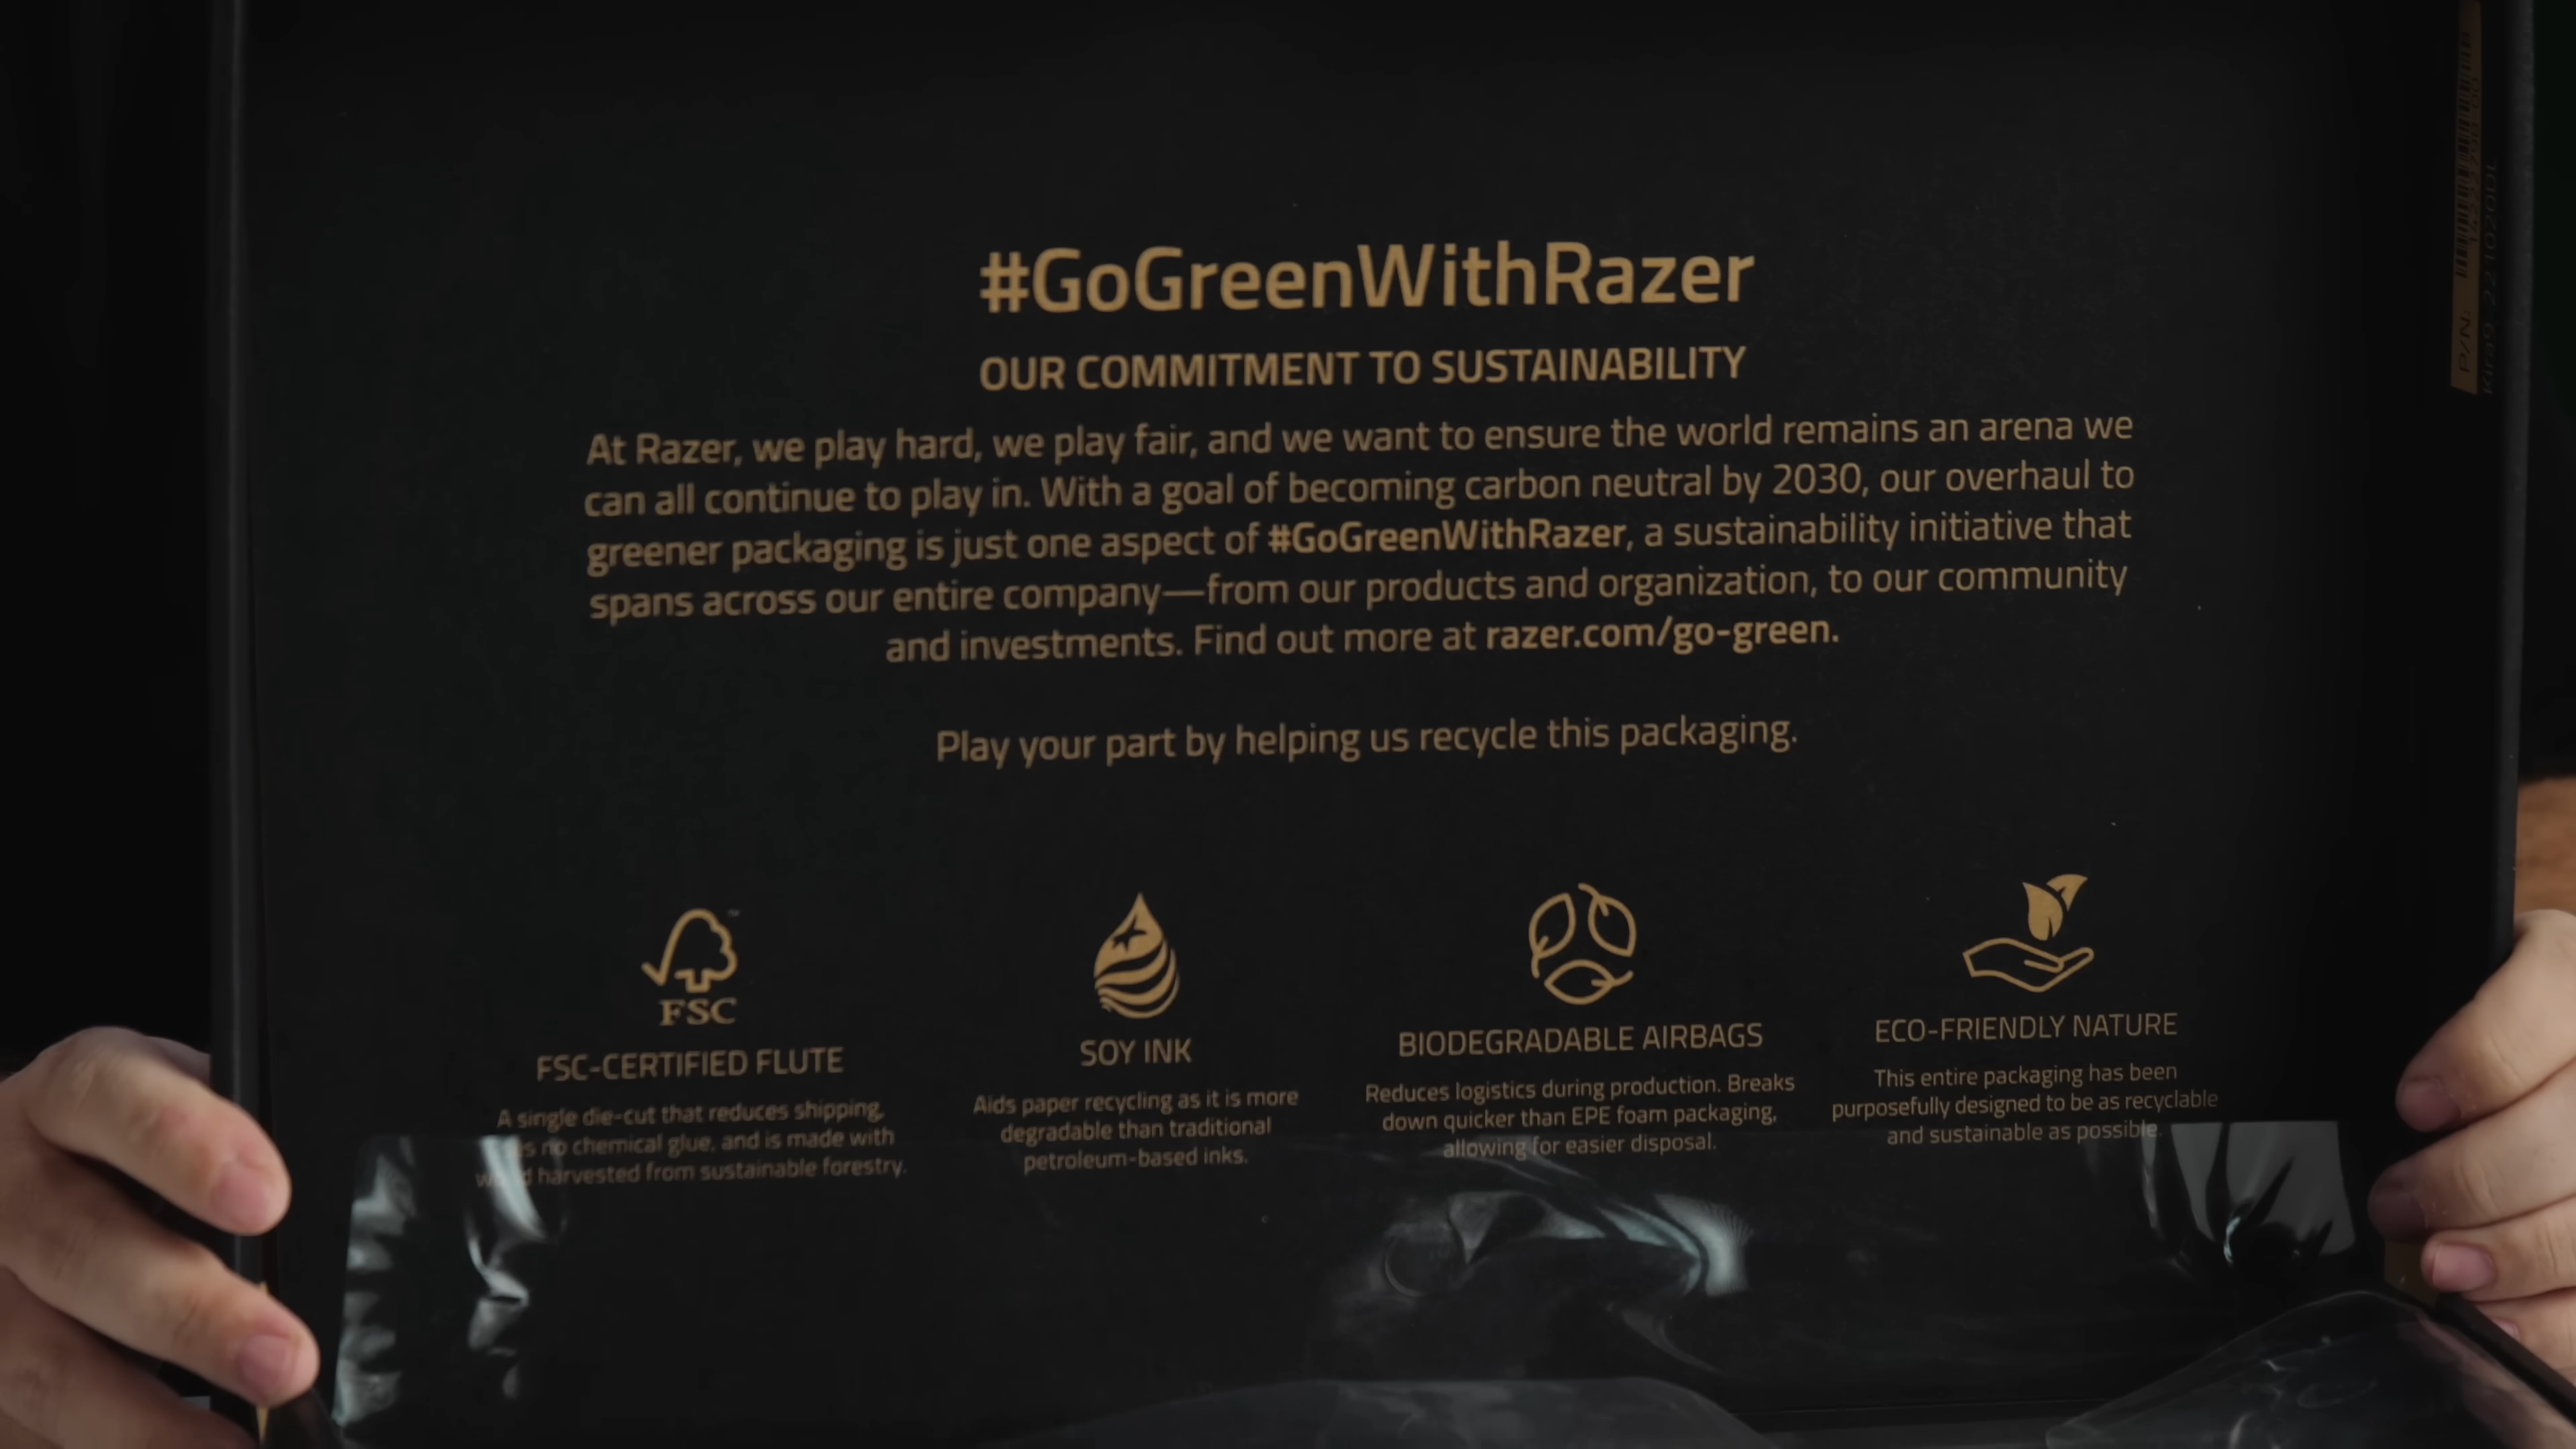 #GoGreenWithRazer
OUR COMMITMENT TO SUSTAINABILITY
At Razer, we play hard, we play fair, and we want to ensure the world remains an arena we
can all continue to play in. With a goal of becoming carbon neutral by 2030, our overhaul to
greener packaging is just one aspect of #GoGreenWithRazer, a sustainability initiative that
spans across our entire company—from our products and organization, to our community
and investments. Find out more at razer.com/go-green.
Play your part by helping us recycle this packaging.
FSC
FSC-CERTIFIED FLUTE
A single die-cut that reduces shipping,
no chemical glue, and is made with
harvested from sustainable forestry.
SOY INK
Aids paper recycling as it is more
degradable than traditional
petroleum-based inks.
BIODEGRADABLE AIRBAGS
Reduces logistics during production. Breaks
down quicker than EPE foam packaging,
allowing for easier disposal.
ECO-FRIENDLY NATURE
This entire packaging has been
purposefully designed to be as recyclable
and sustainable as possible.
P/N: